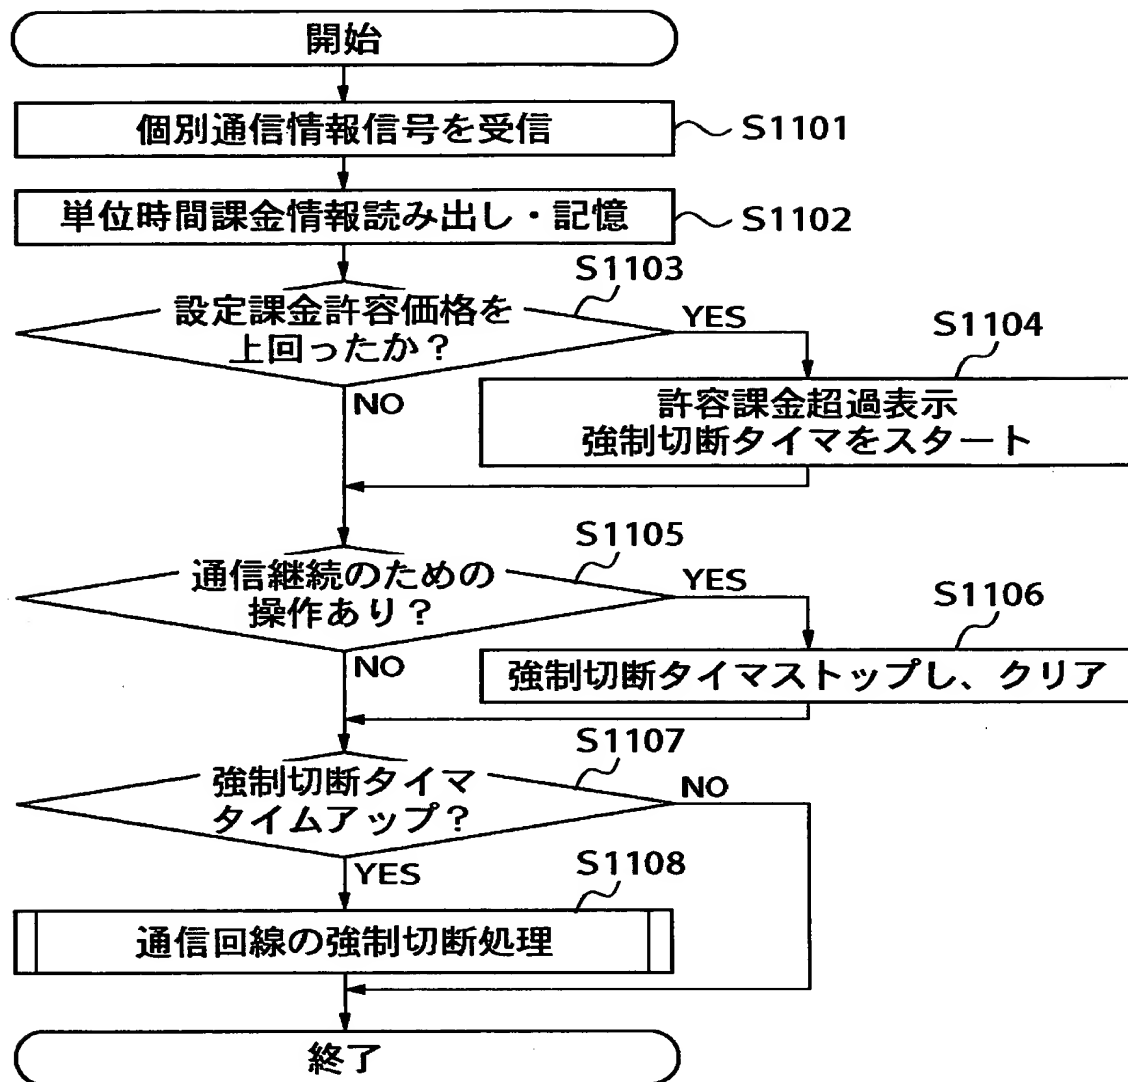 開始
個別通信情報信号を受信
S1101
単位時間課金情報読み出し・記憶
S1102
S1103
設定課金許容価格を
上回ったか？
YES
NO
S1104
許容課金超過表示
強制切断タイマをスタート
S1105
通信継続のための
操作あり？
YES
NO
S1106
強制切断タイマストップし、クリア
S1107
強制切断タイマ
タイムアップ？
NO
YES
S1108
通信回線の強制切断処理
終了